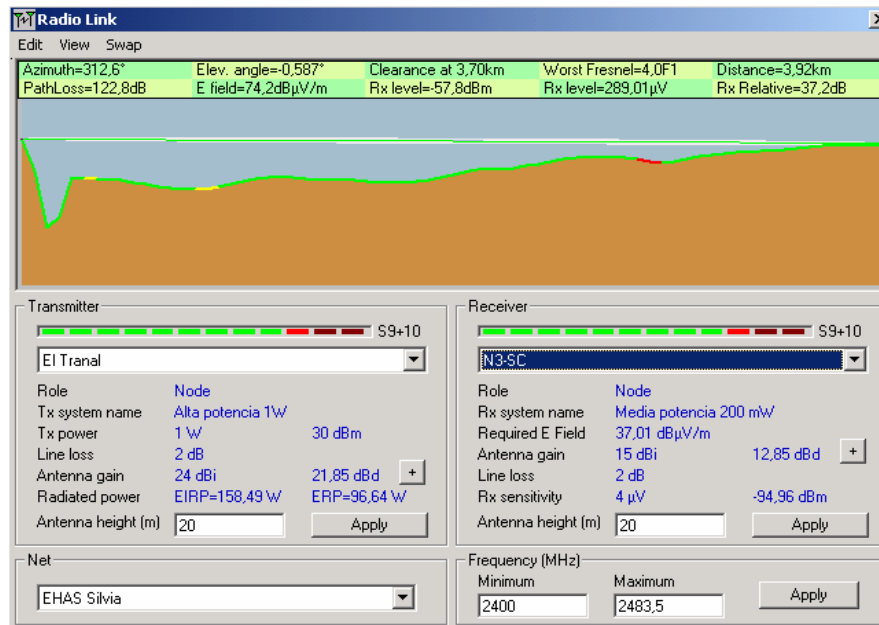 Radio Link
Edit View Swap
Azimuth=312,6° Elev. angle=-0,587° Clearance at 3,70km Worst Fresnel=4,0F1 Distance=3,92km
PathLoss=122,8dB E field=74,2dBμV/m Rx level=-57,8dBm Rx level=289,01μV Rx Relative=37,2dB
Transmitter
S9+10
El Tranal
Role Node
Tx system name Alta potencia 1W
Tx power 1 W 30 dBm
Line loss 2 dB
Antenna gain 24 dBi 21,85 dBd +
Radiated power EIRP=158,49 W ERP=96,64 W
Antenna height (m) 20 Apply
Receiver
S9+10
N3-SC
Role Node
Rx system name Media potencia 200 mW
Required E Field 37,01 dBμV/m
Antenna gain 15 dBi 12,85 dBd +
Line loss 2 dB
Rx sensitivity 4 μV -94,96 dBm
Antenna height (m) 20 Apply
Net
EHAS Silvia
Frequency (MHz)
Minimum Maximum
2400 2483,5 Apply